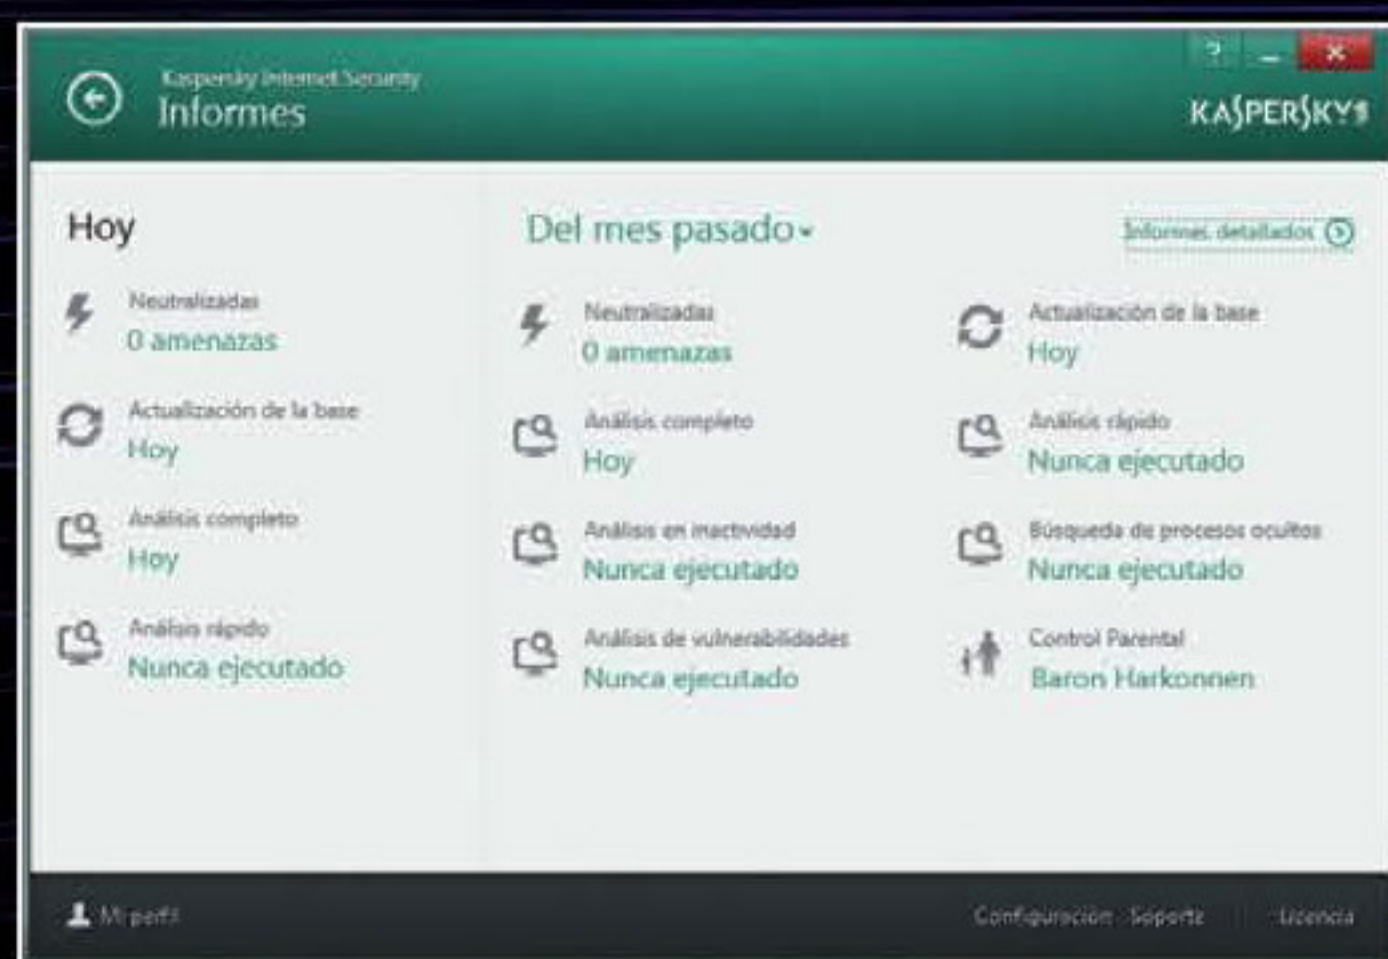 Kaspersky Internet Security
Informes
?
KASPERSKY
Hoy
Neutralizadas
0 amenazas
Actualización de la base
Hoy
Análisis completo
Hoy
Análisis rápido
Nunca ejecutado
Del mes pasado
Informes detallados
Neutralizadas
0 amenazas
Actualización de la base
Hoy
Análisis completo
Hoy
Análisis rápido
Nunca ejecutado
Análisis en inactividad
Nunca ejecutado
Búsqueda de procesos ocultos
Nunca ejecutado
Análisis de vulnerabilidades
Nunca ejecutado
Control Parental
Baron Harkonnen
Mi perfil
Configuración Soporte Licencia